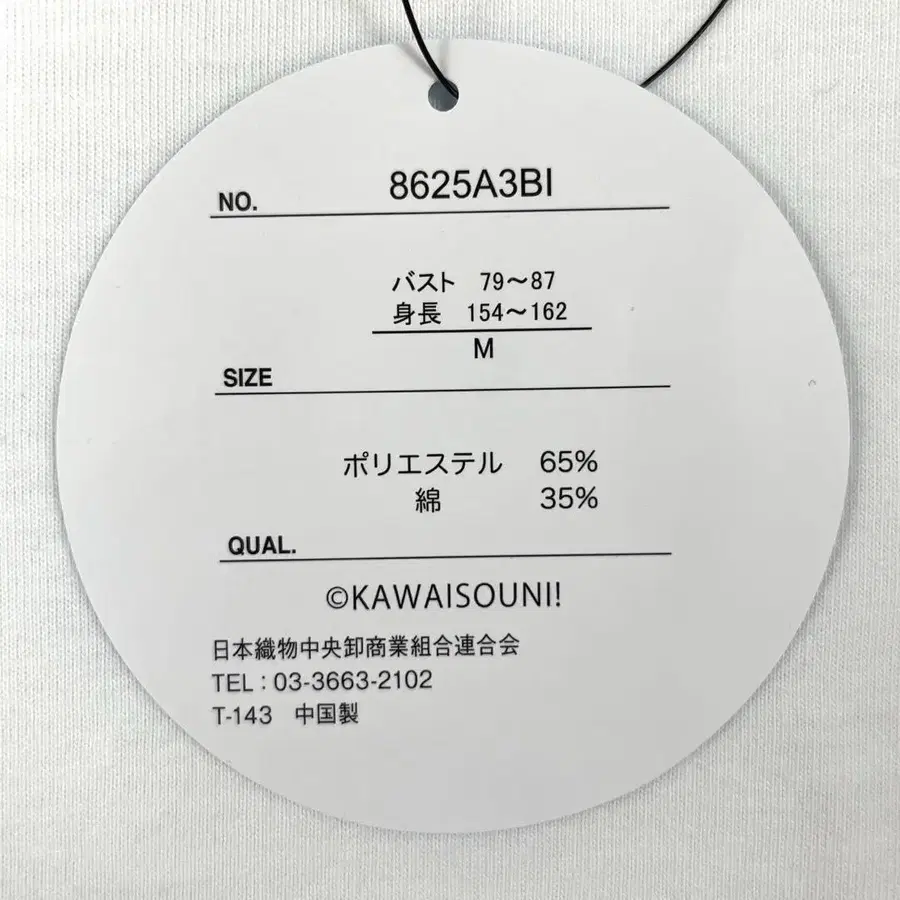 NO. 8625A3BI
バスト 79～87
身長 154～162
M
SIZE
ポリエステル 65%
綿 35%
QUAL.
©KAWAISOUNI!
日本織物中央卸商業組合連合会
TEL：03-3663-2102
T-143 中国製